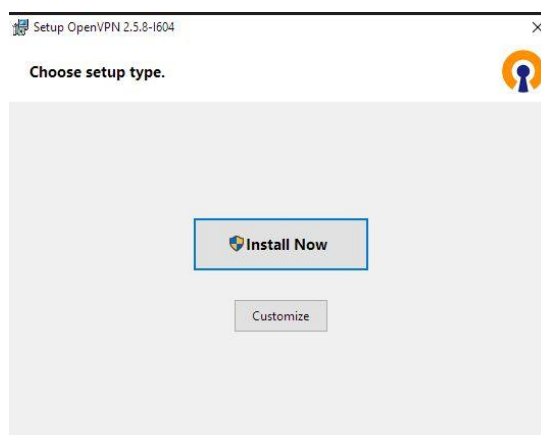 Setup OpenVPN 2.5.8-I604
Choose setup type.
Install Now
Customize